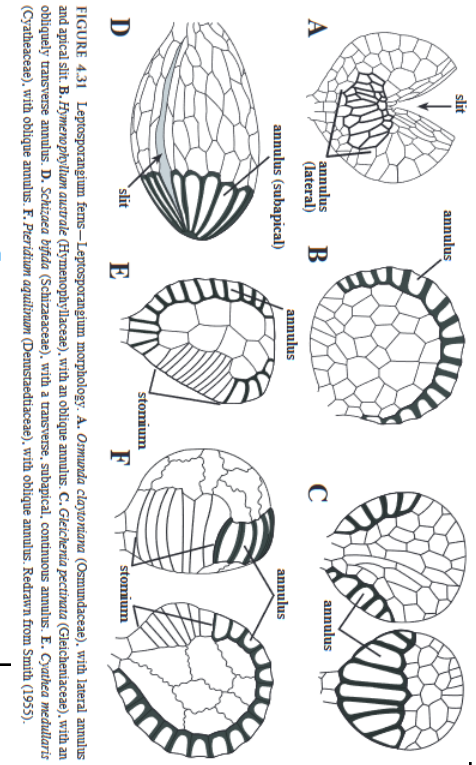 slit
annulus
(lateral)
A
annulus
B
annulus
C
annulus (subapical)
slit
D
annulus
stomium
E
annulus
stomium
F
FIGURE 4.31 Leptosporangium ferns—Leptosporangium morphology. A. Osmunda claytoniana (Osmundaceae), with lateral annulus
and apical slit. B. Hymenophyllum australe (Hymenophyllaceae), with an oblique annulus. C. Gleichenia pectinata (Gleicheniaceae), with an
obliquely transverse annulus. D. Schizaea bifida (Schizaeaceae), with a transverse, subapical, continuous annulus. E. Cyathea medullaris
(Cyatheaceae), with oblique annulus. F. Pteridium aquilinum (Dennstaedtiaceae), with oblique annulus. Redrawn from Smith (1955).